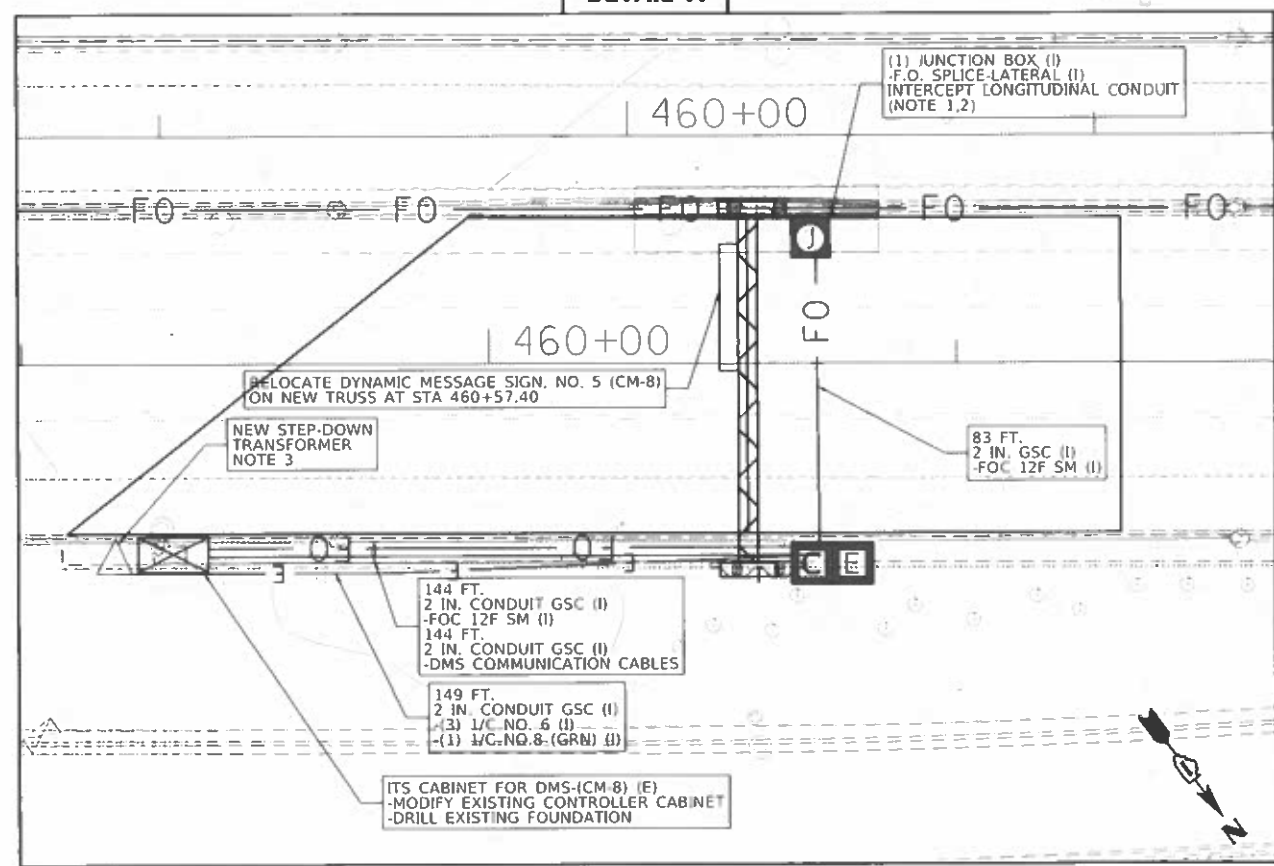 (1) JUNCTION BOX (I)
-F.O. SPLICE-LATERAL (I)
INTERCEPT LONGITUDINAL CONDUIT
(NOTE 1,2)
460+00
FO
FO
FO
FO
FO
J
FO
460+00
RELOCATE DYNAMIC MESSAGE SIGN. NO. 5 (CM-8)
ON NEW TRUSS AT STA 460+57.40
NEW STEP-DOWN
TRANSFORMER
NOTE 3
83 FT.
2 IN. GSC (I)
-FOC 12F SM (I)
C E
144 FT.
2 IN. CONDUIT GSC (I)
-FOC 12F SM (I)
144 FT.
2 IN. CONDUIT GSC (I)
-DMS COMMUNICATION CABLES
149 FT.
2 IN. CONDUIT GSC (I)
-(3) 1/C NO. 6 (I)
-(1) 1/C NO.8 (GRN) (I)
ITS CABINET FOR DMS-(CM-8) (E)
-MODIFY EXISTING CONTROLLER CABINET
-DRILL EXISTING FOUNDATION
N